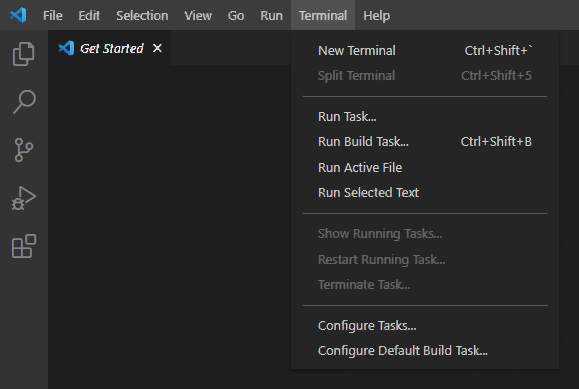 File Edit Selection View Go Run Terminal Help
Get Started
New Terminal Ctrl+Shift+`
Split Terminal Ctrl+Shift+5
Run Task...
Run Build Task... Ctrl+Shift+B
Run Active File
Run Selected Text
Show Running Tasks...
Restart Running Task...
Terminate Task...
Configure Tasks...
Configure Default Build Task...